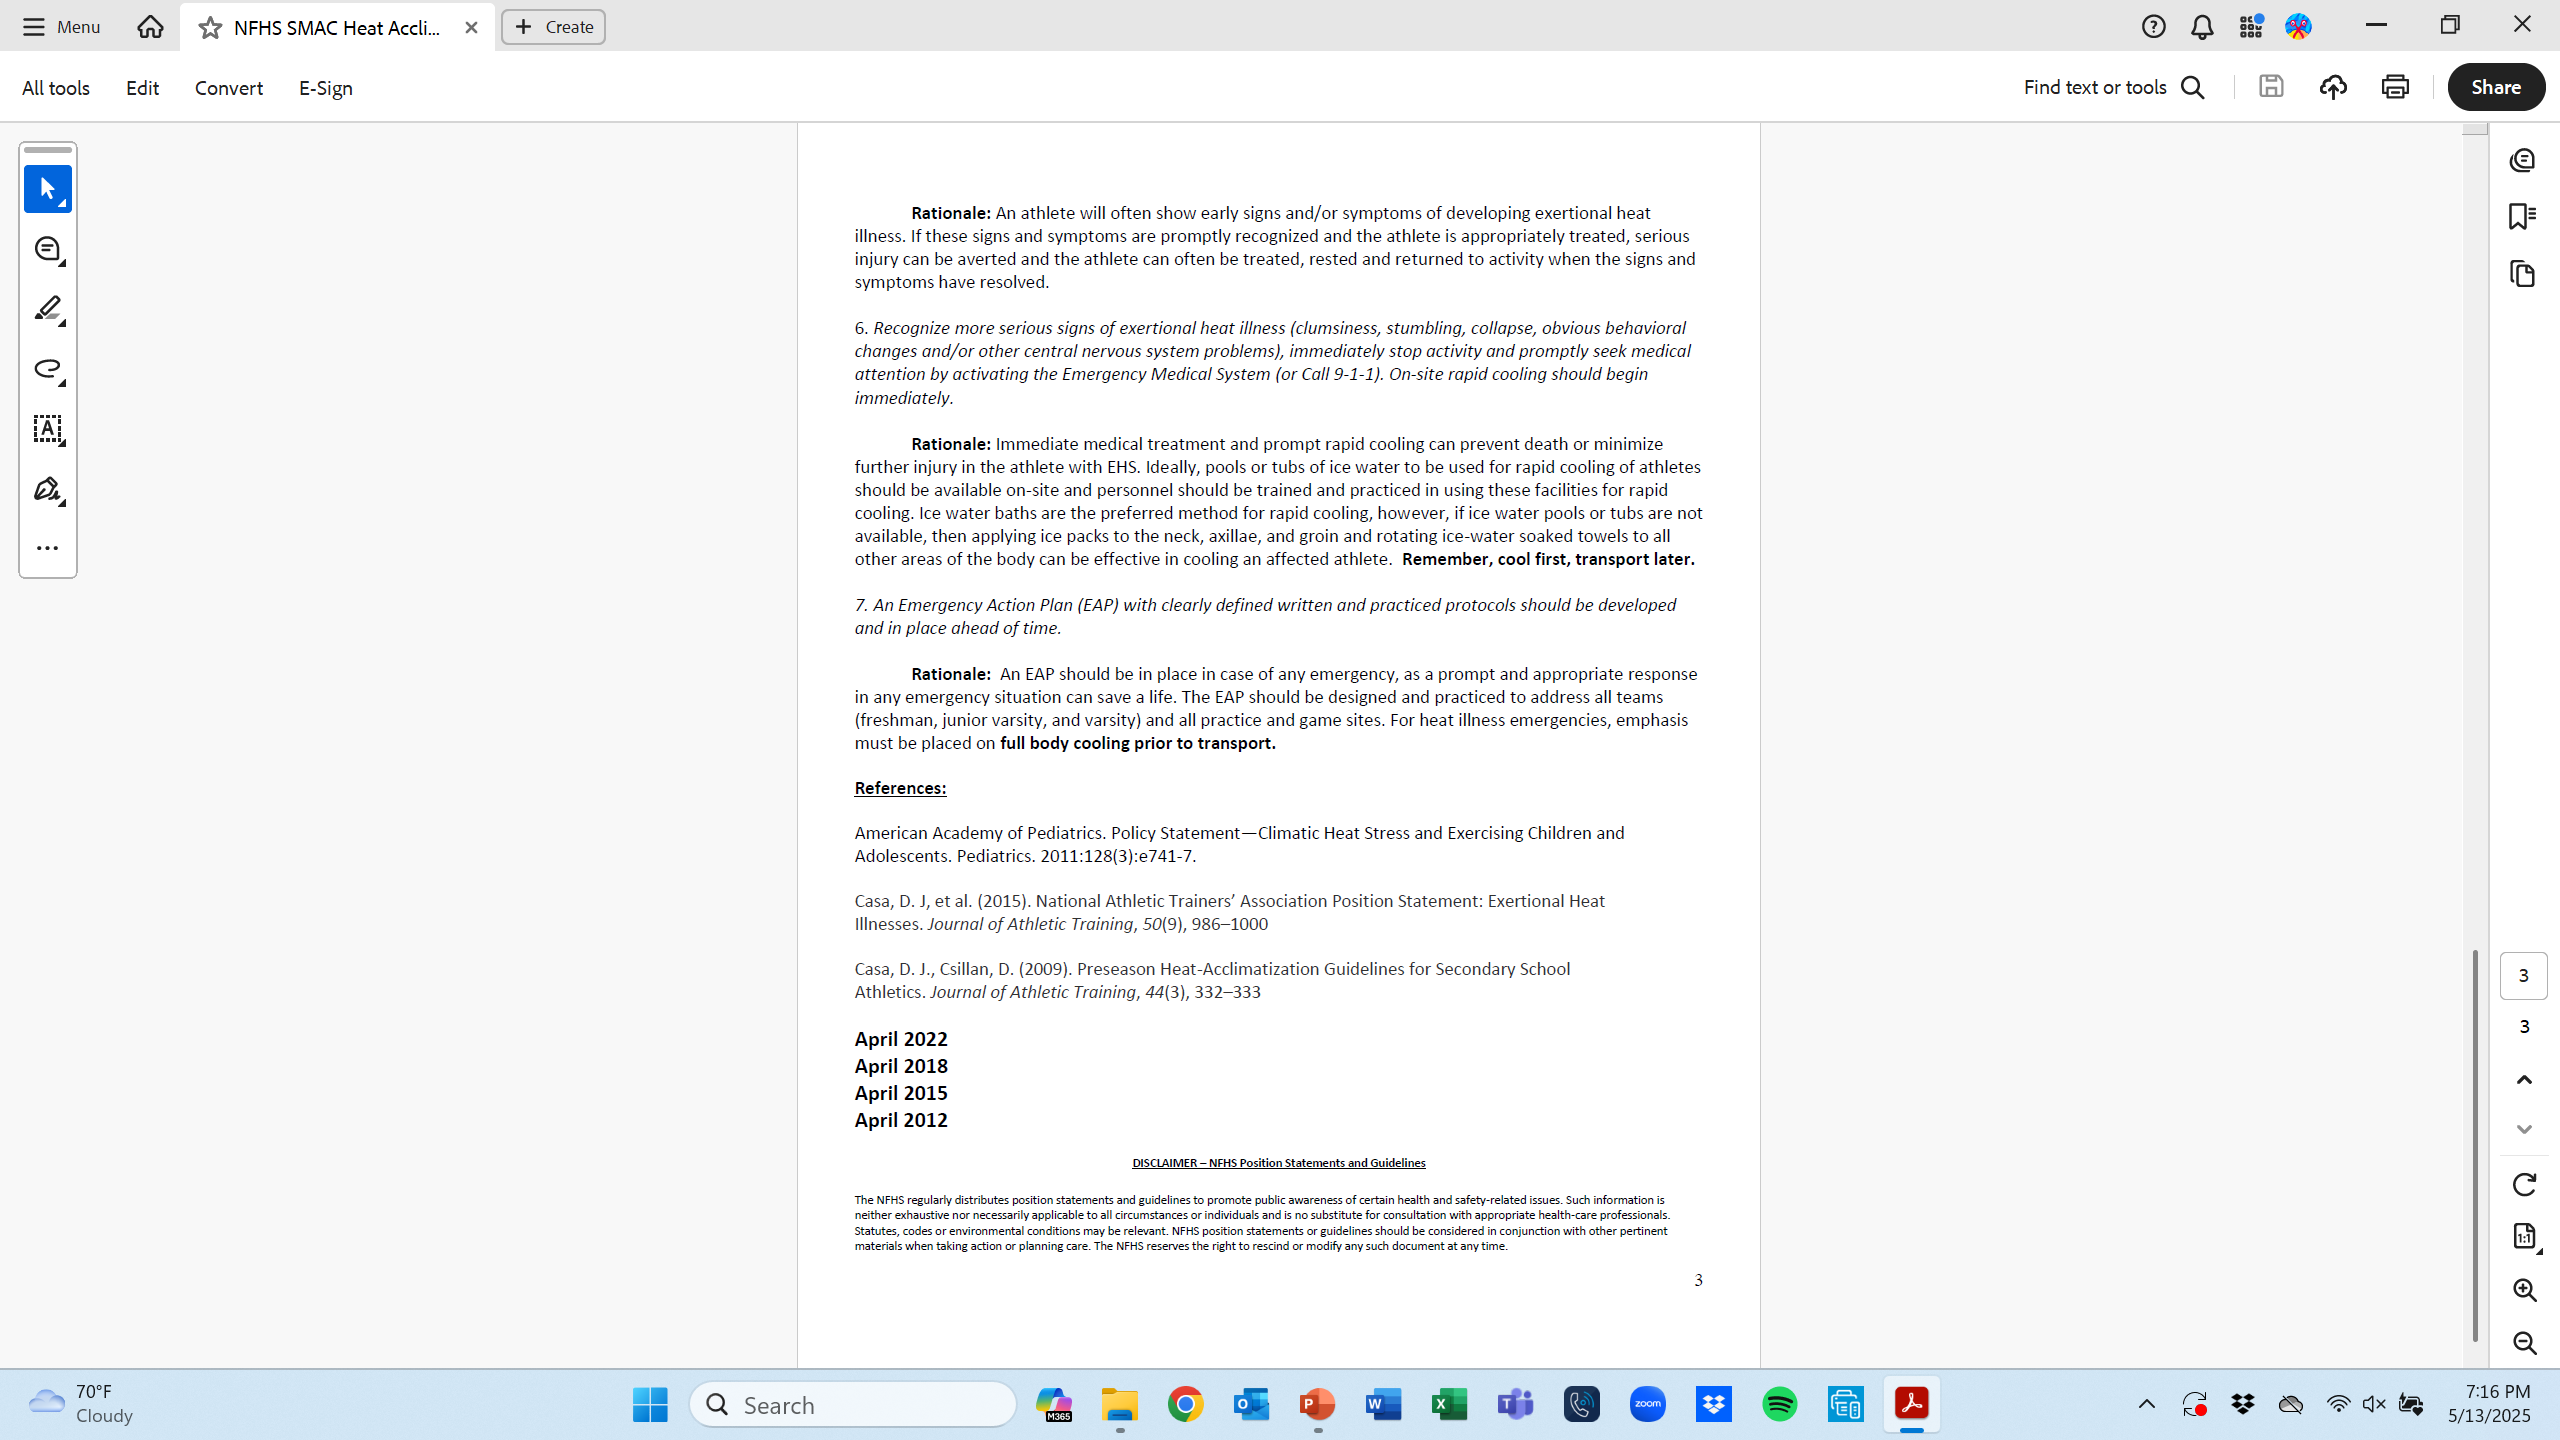 Menu
NFHS SMAC Heat Accli...
Create
All tools
Edit
Convert
E-Sign
Find text or tools
Share
Rationale: An athlete will often show early signs and/or symptoms of developing exertional heat
illness. If these signs and symptoms are promptly recognized and the athlete is appropriately treated, serious
injury can be averted and the athlete can often be treated, rested and returned to activity when the signs and
symptoms have resolved.
6. Recognize more serious signs of exertional heat illness (clumsiness, stumbling, collapse, obvious behavioral
changes and/or other central nervous system problems), immediately stop activity and promptly seek medical
attention by activating the Emergency Medical System (or Call 9-1-1). On-site rapid cooling should begin
immediately.
Rationale: Immediate medical treatment and prompt rapid cooling can prevent death or minimize
further injury in the athlete with EHS. Ideally, pools or tubs of ice water to be used for rapid cooling of athletes
should be available on-site and personnel should be trained and practiced in using these facilities for rapid
cooling. Ice water baths are the preferred method for rapid cooling, however, if ice water pools or tubs are not
available, then applying ice packs to the neck, axillae, and groin and rotating ice-water soaked towels to all
other areas of the body can be effective in cooling an affected athlete.  Remember, cool first, transport later.
7. An Emergency Action Plan (EAP) with clearly defined written and practiced protocols should be developed
and in place ahead of time.
Rationale:  An EAP should be in place in case of any emergency, as a prompt and appropriate response
in any emergency situation can save a life. The EAP should be designed and practiced to address all teams
(freshman, junior varsity, and varsity) and all practice and game sites. For heat illness emergencies, emphasis
must be placed on full body cooling prior to transport.
References:
American Academy of Pediatrics. Policy Statement—Climatic Heat Stress and Exercising Children and
Adolescents. Pediatrics. 2011:128(3):e741-7.
Casa, D. J, et al. (2015). National Athletic Trainers’ Association Position Statement: Exertional Heat
Illnesses. Journal of Athletic Training, 50(9), 986–1000
Casa, D. J., Csillan, D. (2009). Preseason Heat-Acclimatization Guidelines for Secondary School
Athletics. Journal of Athletic Training, 44(3), 332–333
April 2022
April 2018
April 2015
April 2012
DISCLAIMER – NFHS Position Statements and Guidelines
The NFHS regularly distributes position statements and guidelines to promote public awareness of certain health and safety-related issues. Such information is
neither exhaustive nor necessarily applicable to all circumstances or individuals and is no substitute for consultation with appropriate health-care professionals.
Statutes, codes or environmental conditions may be relevant. NFHS position statements or guidelines should be considered in conjunction with other pertinent
materials when taking action or planning care. The NFHS reserves the right to rescind or modify any such document at any time.
3
3
3
1:1
70°F
Cloudy
Search
M365
zoom
7:16 PM
5/13/2025